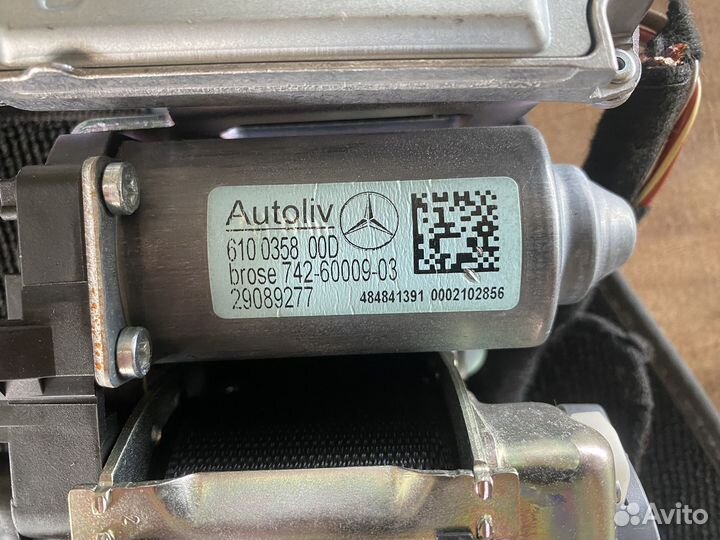 Autoliv
610 0358 00D
brose 742-60009-03
29089277
484841391 0002102856
Avito